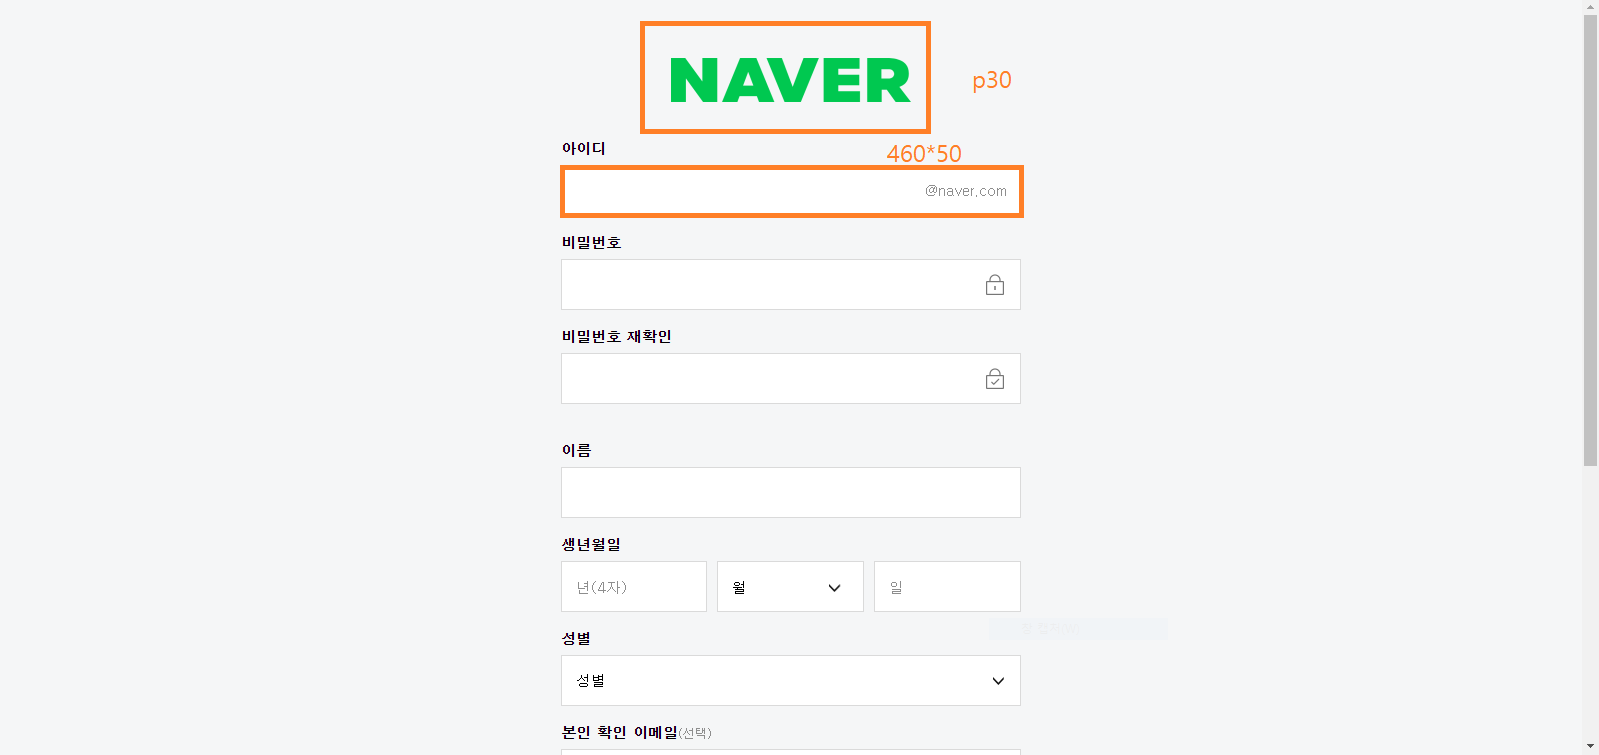 NAVER
p30
아이디
460*50
@naver.com
비밀번호
비밀번호 재확인
이름
생년월일
년(4자) 월 일
성별
성별
본인 확인 이메일(선택)